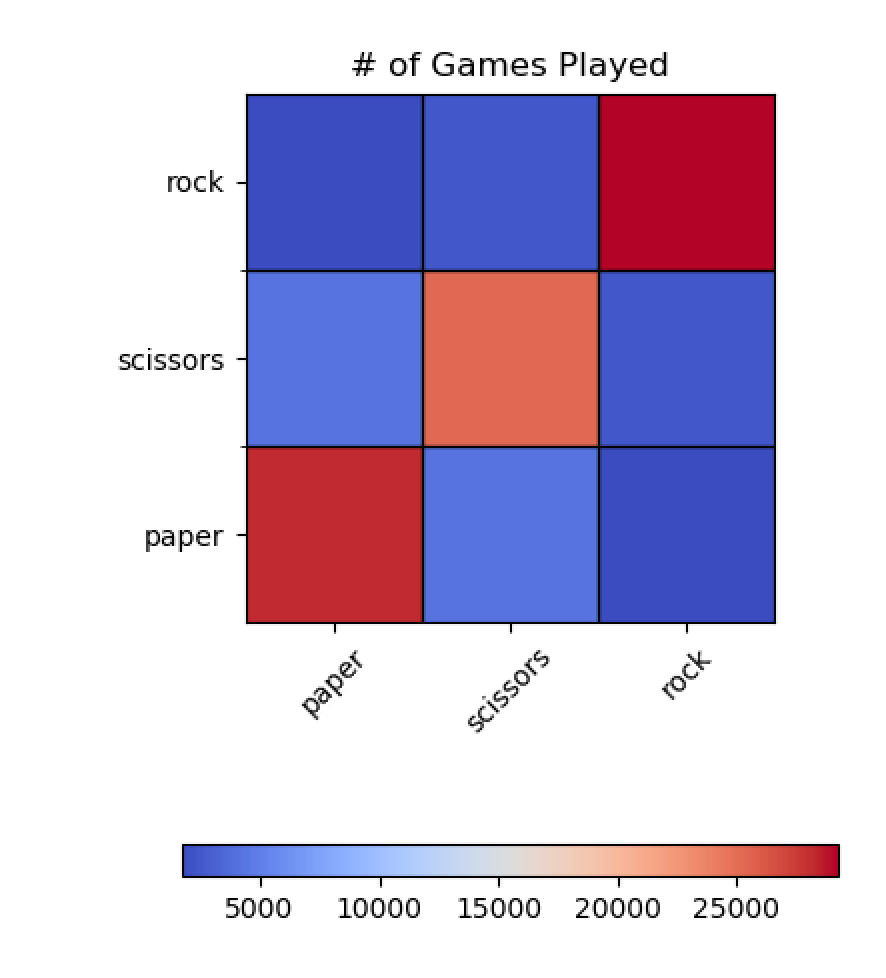 # of Games Played
rock
scissors
paper
paper scissors rock
5000 10000 15000 20000 25000